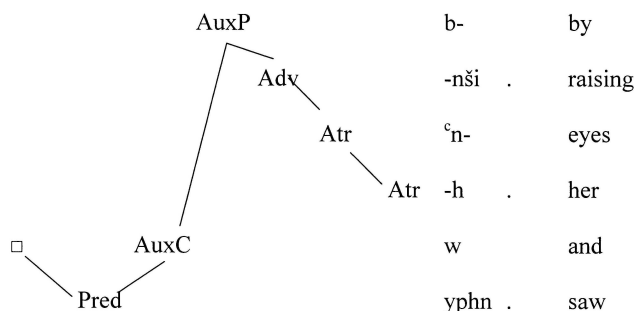 AuxP b- by
Adv -nši . raising
Atr ᶜn- eyes
Atr -h . her
□ AuxC w and
Pred yphn . saw